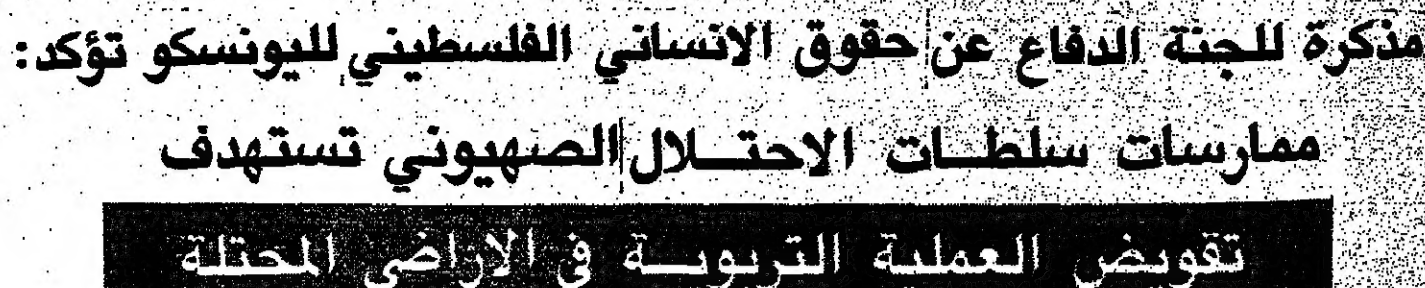 مذكرة للجنة الدفاع عن حقوق الانساني الفلسطيني لليونسكو تؤكد:
ممارسات سلطات الاحتلال الصهيوني تستهدف
تقويض العملية التربوية في الاراضي المحتلة